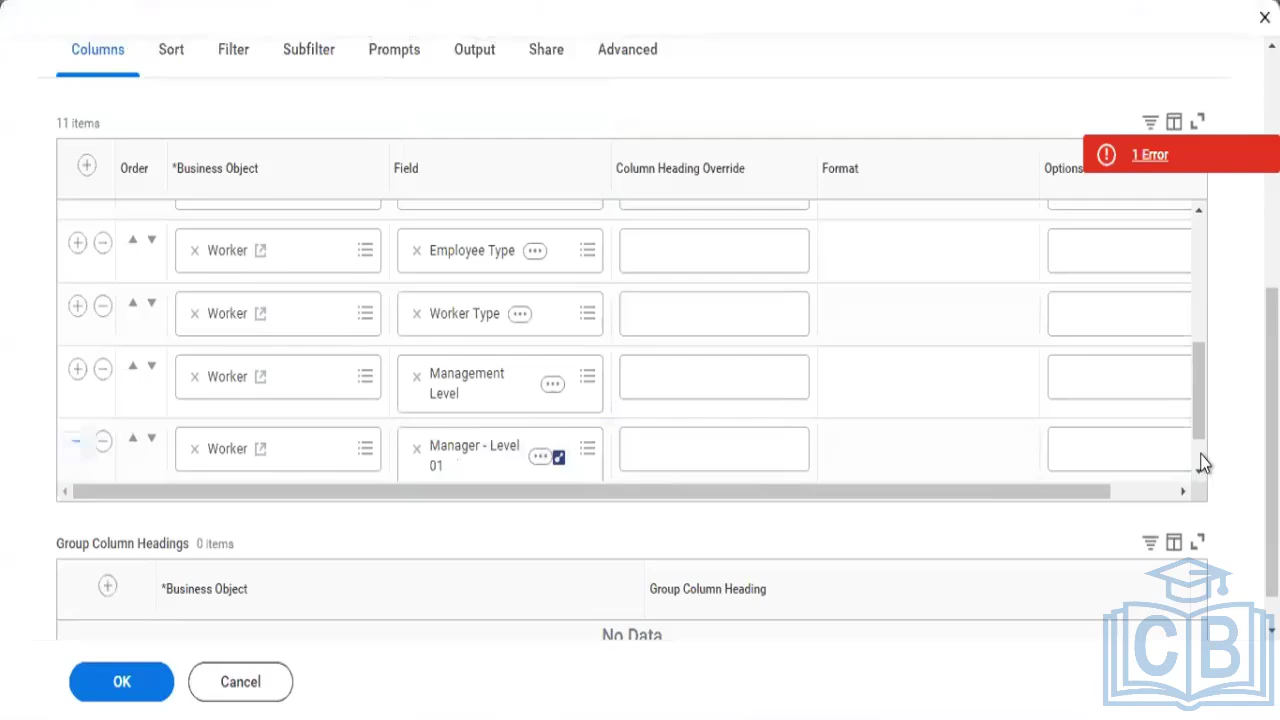 Columns Sort Filter Subfilter Prompts Output Share Advanced
11 items
1 Error
Order *Business Object Field Column Heading Override Format Options
Worker Employee Type
Worker Worker Type
Worker Management
Level
Worker Manager - Level
01
Group Column Headings 0 items
*Business Object Group Column Heading
No Data
OK Cancel
CB